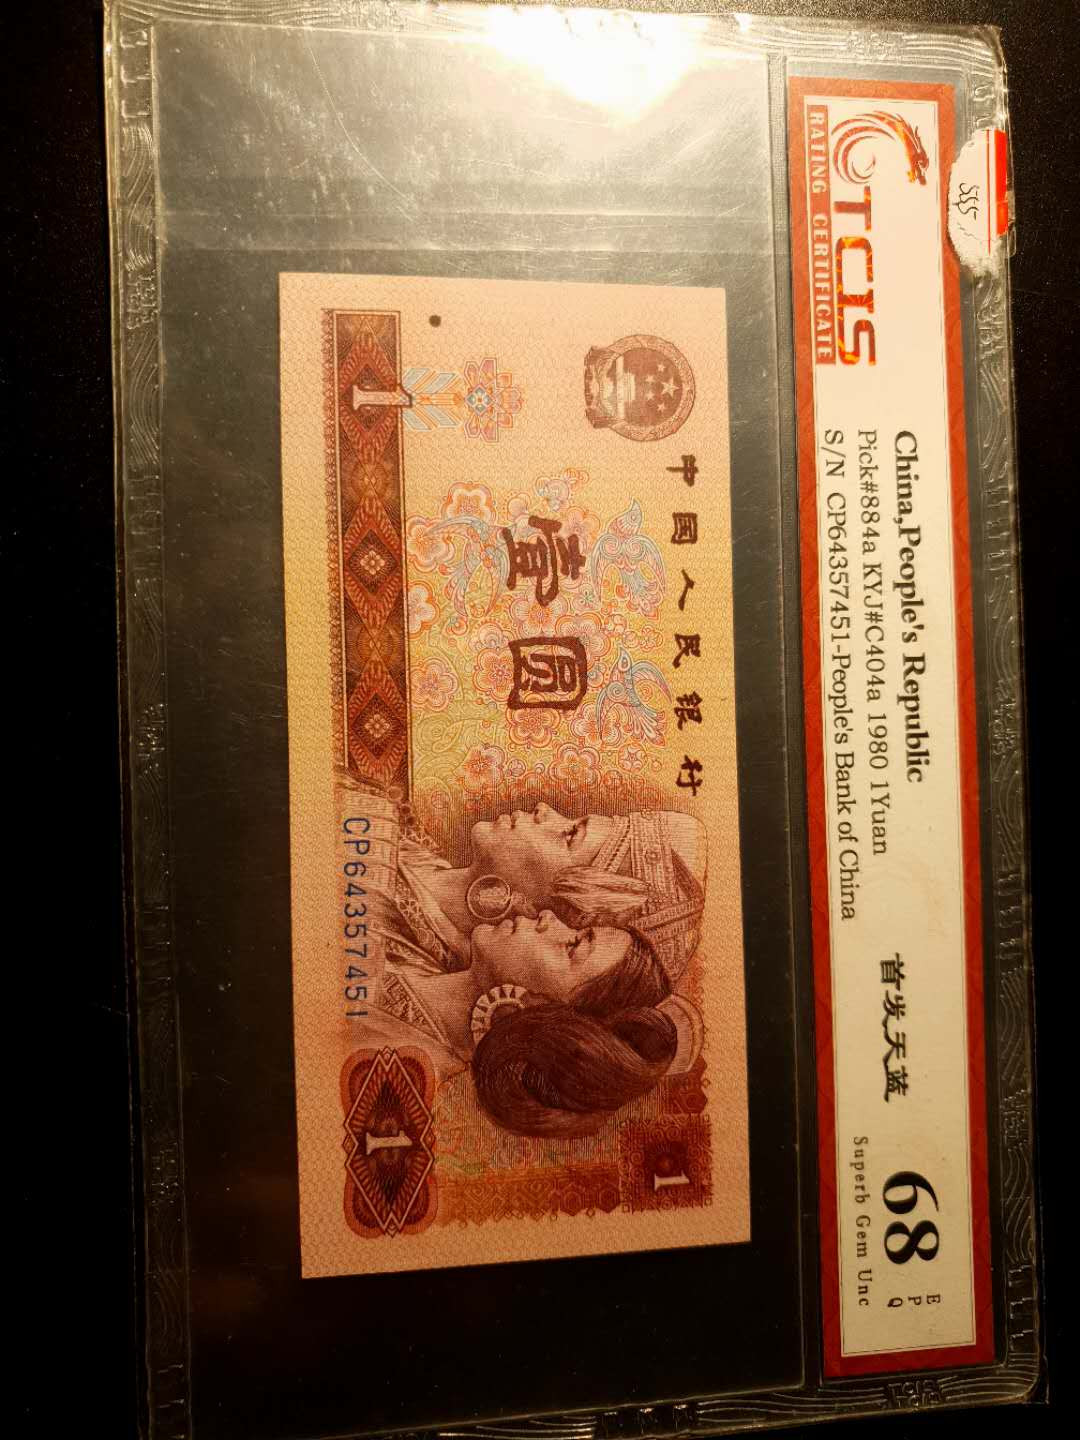 TCIS
RATING CERTIFICATE
555
China,People's Republic
Pick#884a KYJ#C404a 1980 1Yuan
S/N CP64357451-People's Bank of China
首发天蓝
68
EPQ
Superb Gem Unc
中国人民银行
壹圆
1
CP64357451
1
1